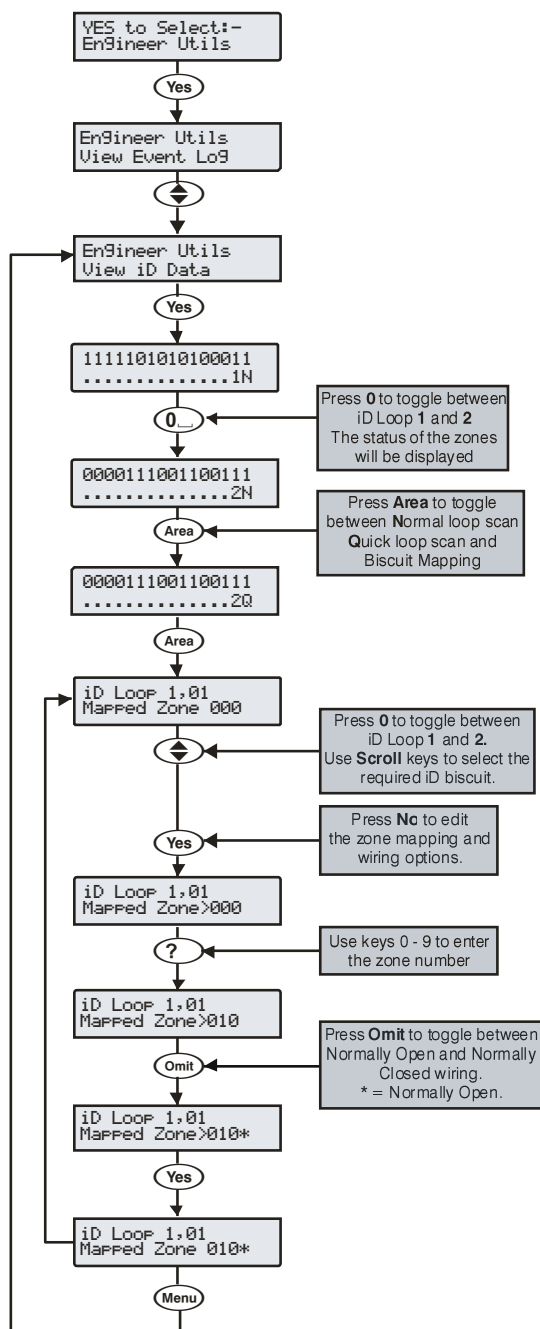 YES to Select:-
Engineer Utils
Yes
Engineer Utils
View Event Log
Engineer Utils
View iD Data
Yes
1111101010100011
..............1N
0
Press 0 to toggle between
iD Loop 1 and 2
The status of the zones
will be displayed
0000111001100111
..............2N
Area
Press Area to toggle
between Normal loop scan
Quick loop scan and
Biscuit Mapping
0000111001100111
..............2Q
Area
iD Loop 1,01
Mapped Zone 000
Press 0 to toggle between
iD Loop 1 and 2.
Use Scroll keys to select the
required iD biscuit.
Yes
Press No to edit
the zone mapping and
wiring options.
iD Loop 1,01
Mapped Zone>000
?
Use keys 0 - 9 to enter
the zone number
iD Loop 1,01
Mapped Zone>010
Omit
Press Omit to toggle between
Normally Open and Normally
Closed wiring.
* = Normally Open.
iD Loop 1,01
Mapped Zone>010*
Yes
iD Loop 1,01
Mapped Zone 010*
Menu